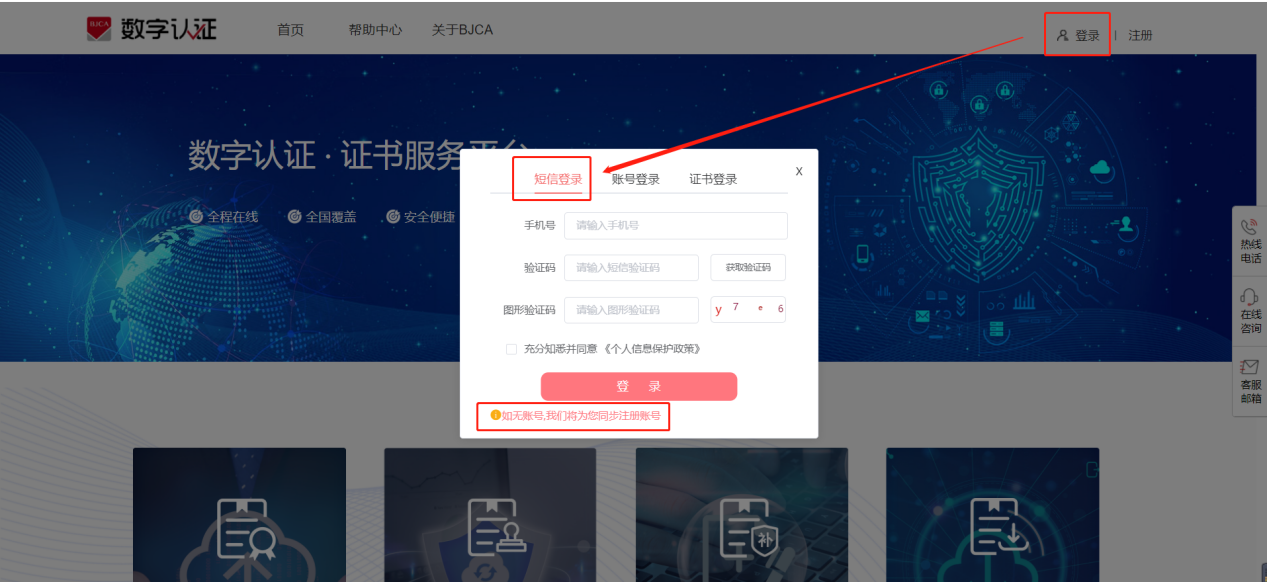 BJCA 数字认证 首页 帮助中心 关于BJCA 登录 | 注册
数字认证 · 证书服务
全程在线 全国覆盖 安全便捷
短信登录 账号登录 证书登录 X
手机号 请输入手机号
验证码 请输入短信验证码 获取验证码
图形验证码 请输入图形验证码 y 7 e 6
充分知悉并同意 《个人信息保护政策》
登 录
如无账号,我们将为您同步注册账号
热线
电话
在线
咨询
客服
邮箱
补